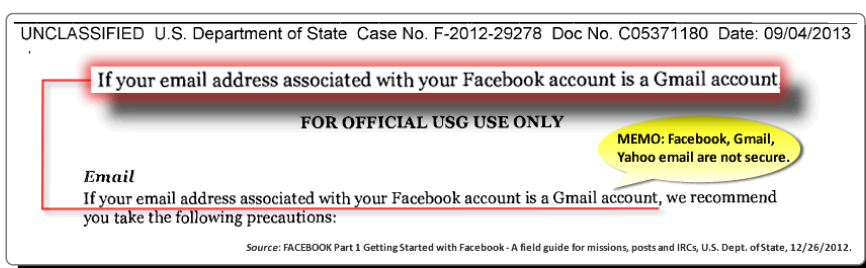 UNCLASSIFIED U.S. Department of State Case No. F-2012-29278 Doc No. C05371180 Date: 09/04/2013
If your email address associated with your Facebook account is a Gmail account,
FOR OFFICIAL USG USE ONLY
MEMO: Facebook, Gmail,
Yahoo email are not secure.
Email
If your email address associated with your Facebook account is a Gmail account, we recommend
you take the following precautions:
Source: FACEBOOK Part 1 Getting Started with Facebook - A field guide for missions, posts and IRCs, U.S. Dept. of State, 12/26/2012.